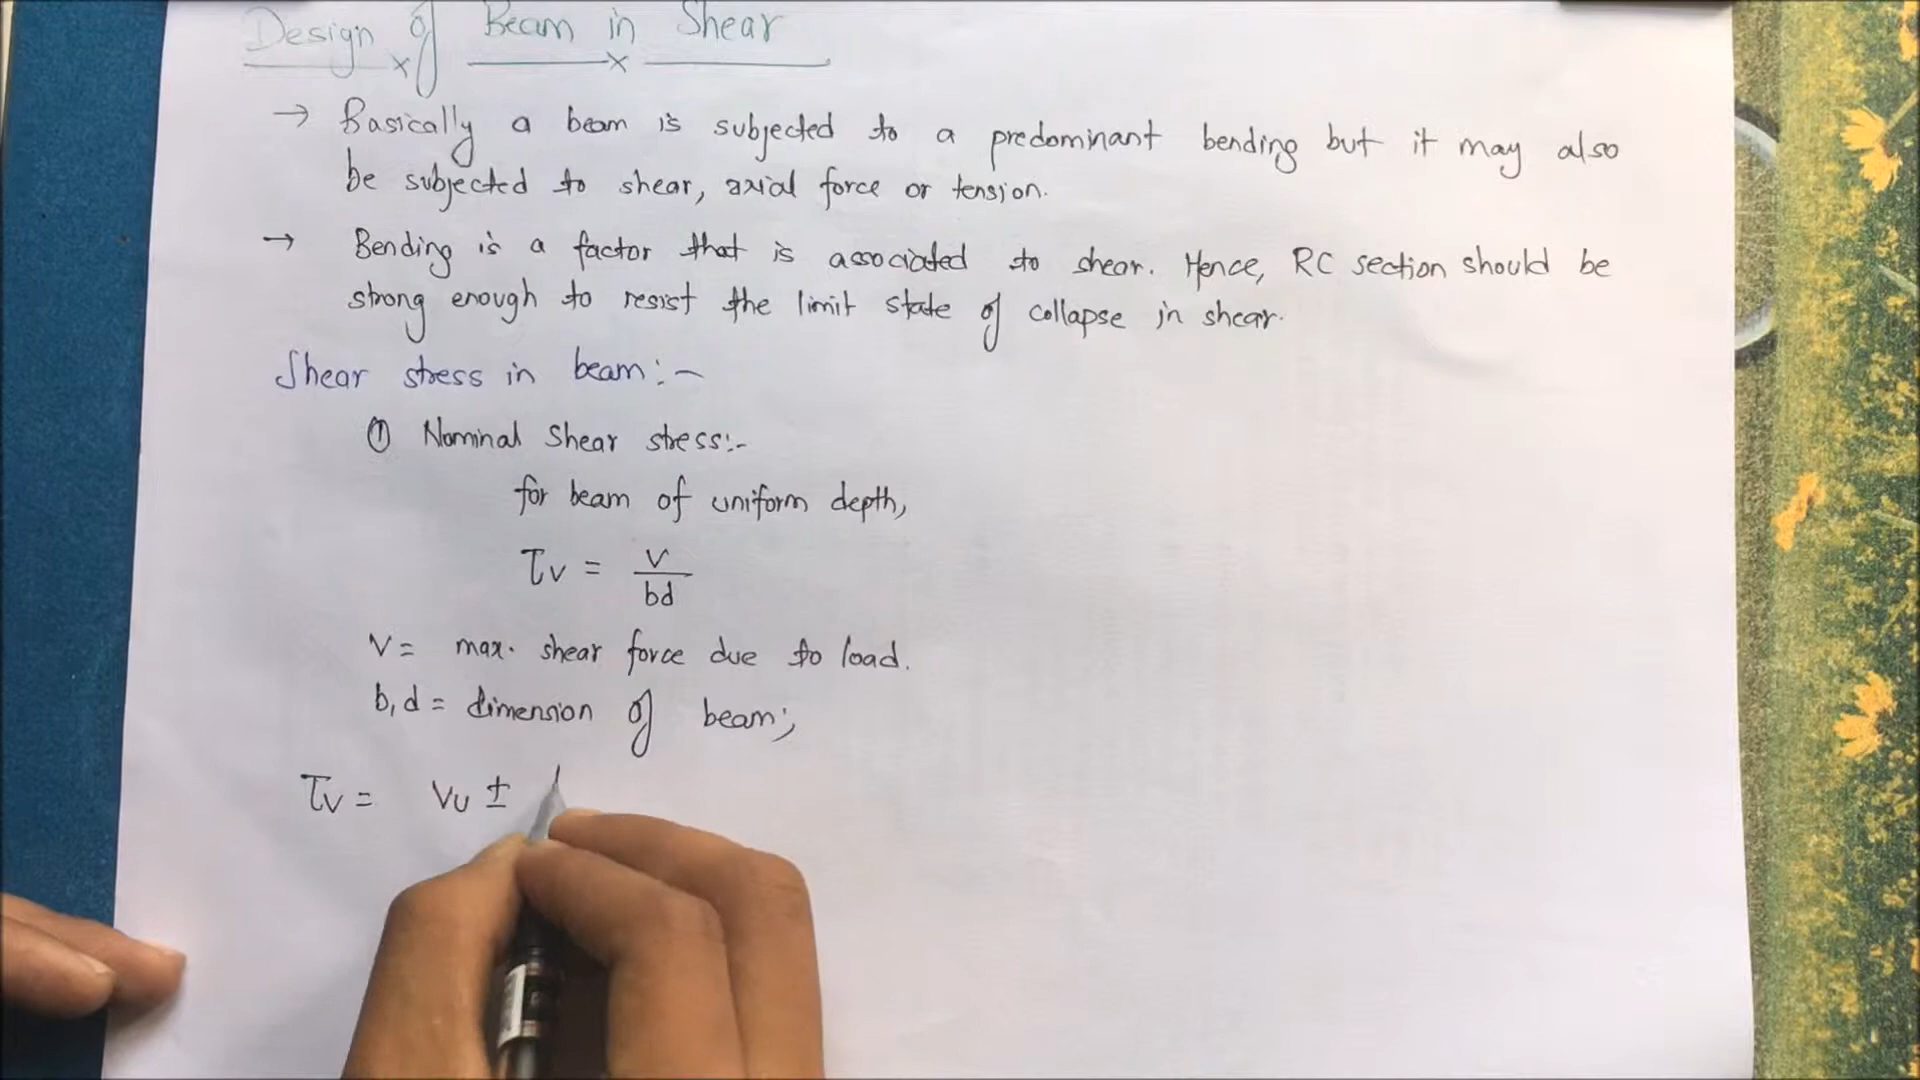 Design of Beam in Shear
→ Basically a beam is subjected to a predominant bending but it may also
be subjected to shear, axial force or tension.
→ Bending is a factor that is associated to shear. Hence, RC section should be
strong enough to resist the limit state of collapse in shear.
Shear stress in beam:-
① Nominal Shear stress:-
for beam of uniform depth,
τv = V/bd
V = max. shear force due to load.
b,d = dimension of beam;
τv = Vu ±